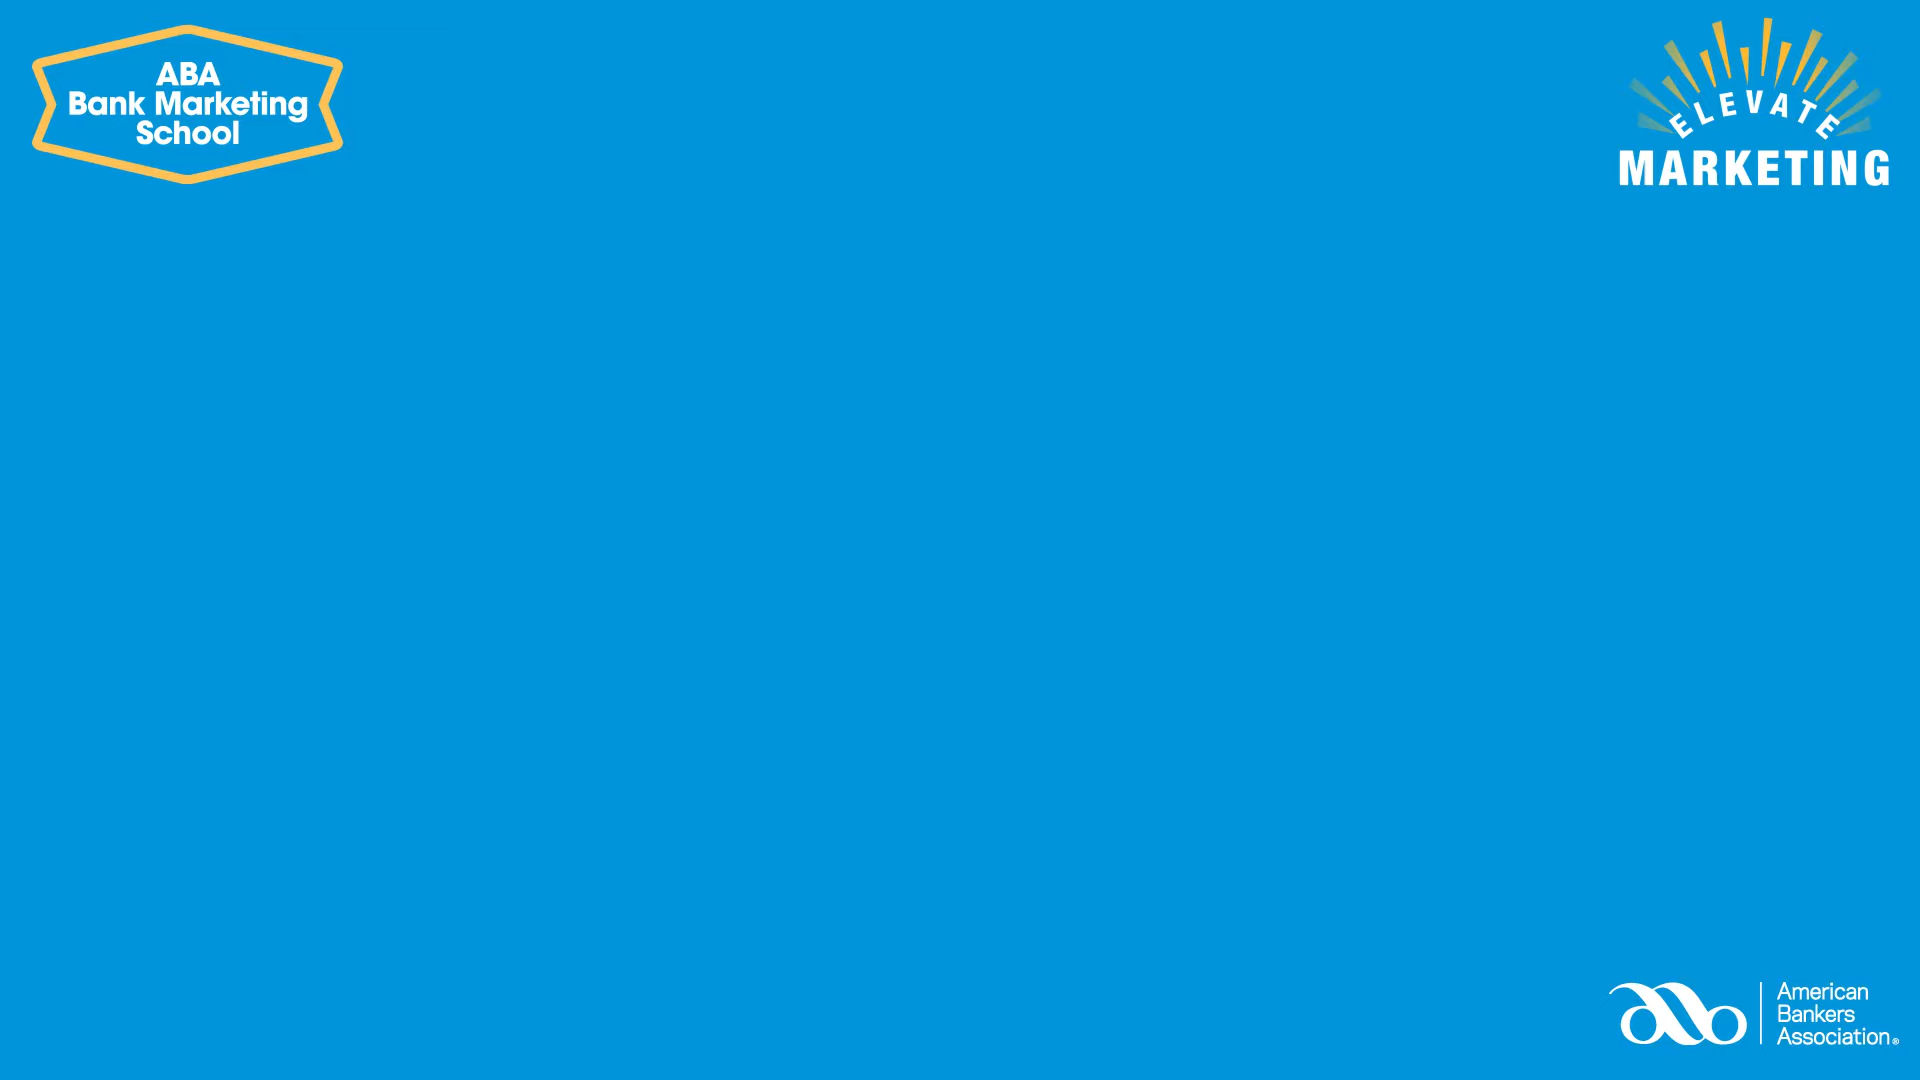 ABA
Bank Marketing
School
ELEVATE
MARKETING
American
Bankers
Association®